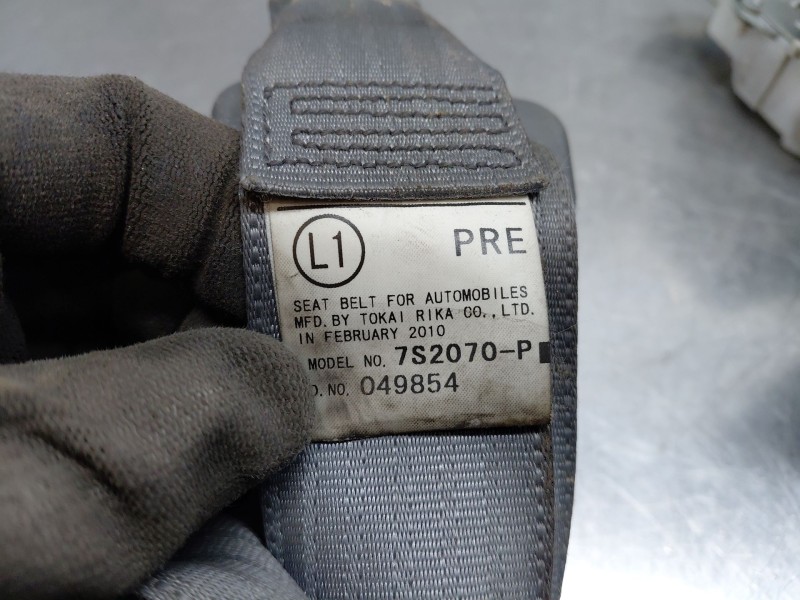 L1 PRE
SEAT BELT FOR AUTOMOBILES
MFD. BY TOKAI RIKA CO., LTD.
IN FEBRUARY 2010
MODEL NO. 7S2070-P
NO. 049854